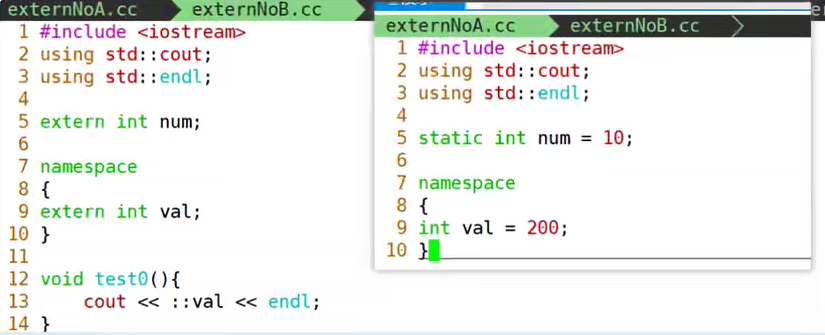 externNoA.cc externNoB.cc
1 #include <iostream>
2 using std::cout;
3 using std::endl;
4
5 extern int num;
6
7 namespace
8 {
9 extern int val;
10 }
11
12 void test0(){
13     cout << ::val << endl;
14 }
externNoA.cc externNoB.cc
1 #include <iostream>
2 using std::cout;
3 using std::endl;
4
5 static int num = 10;
6
7 namespace
8 {
9 int val = 200;
10 }